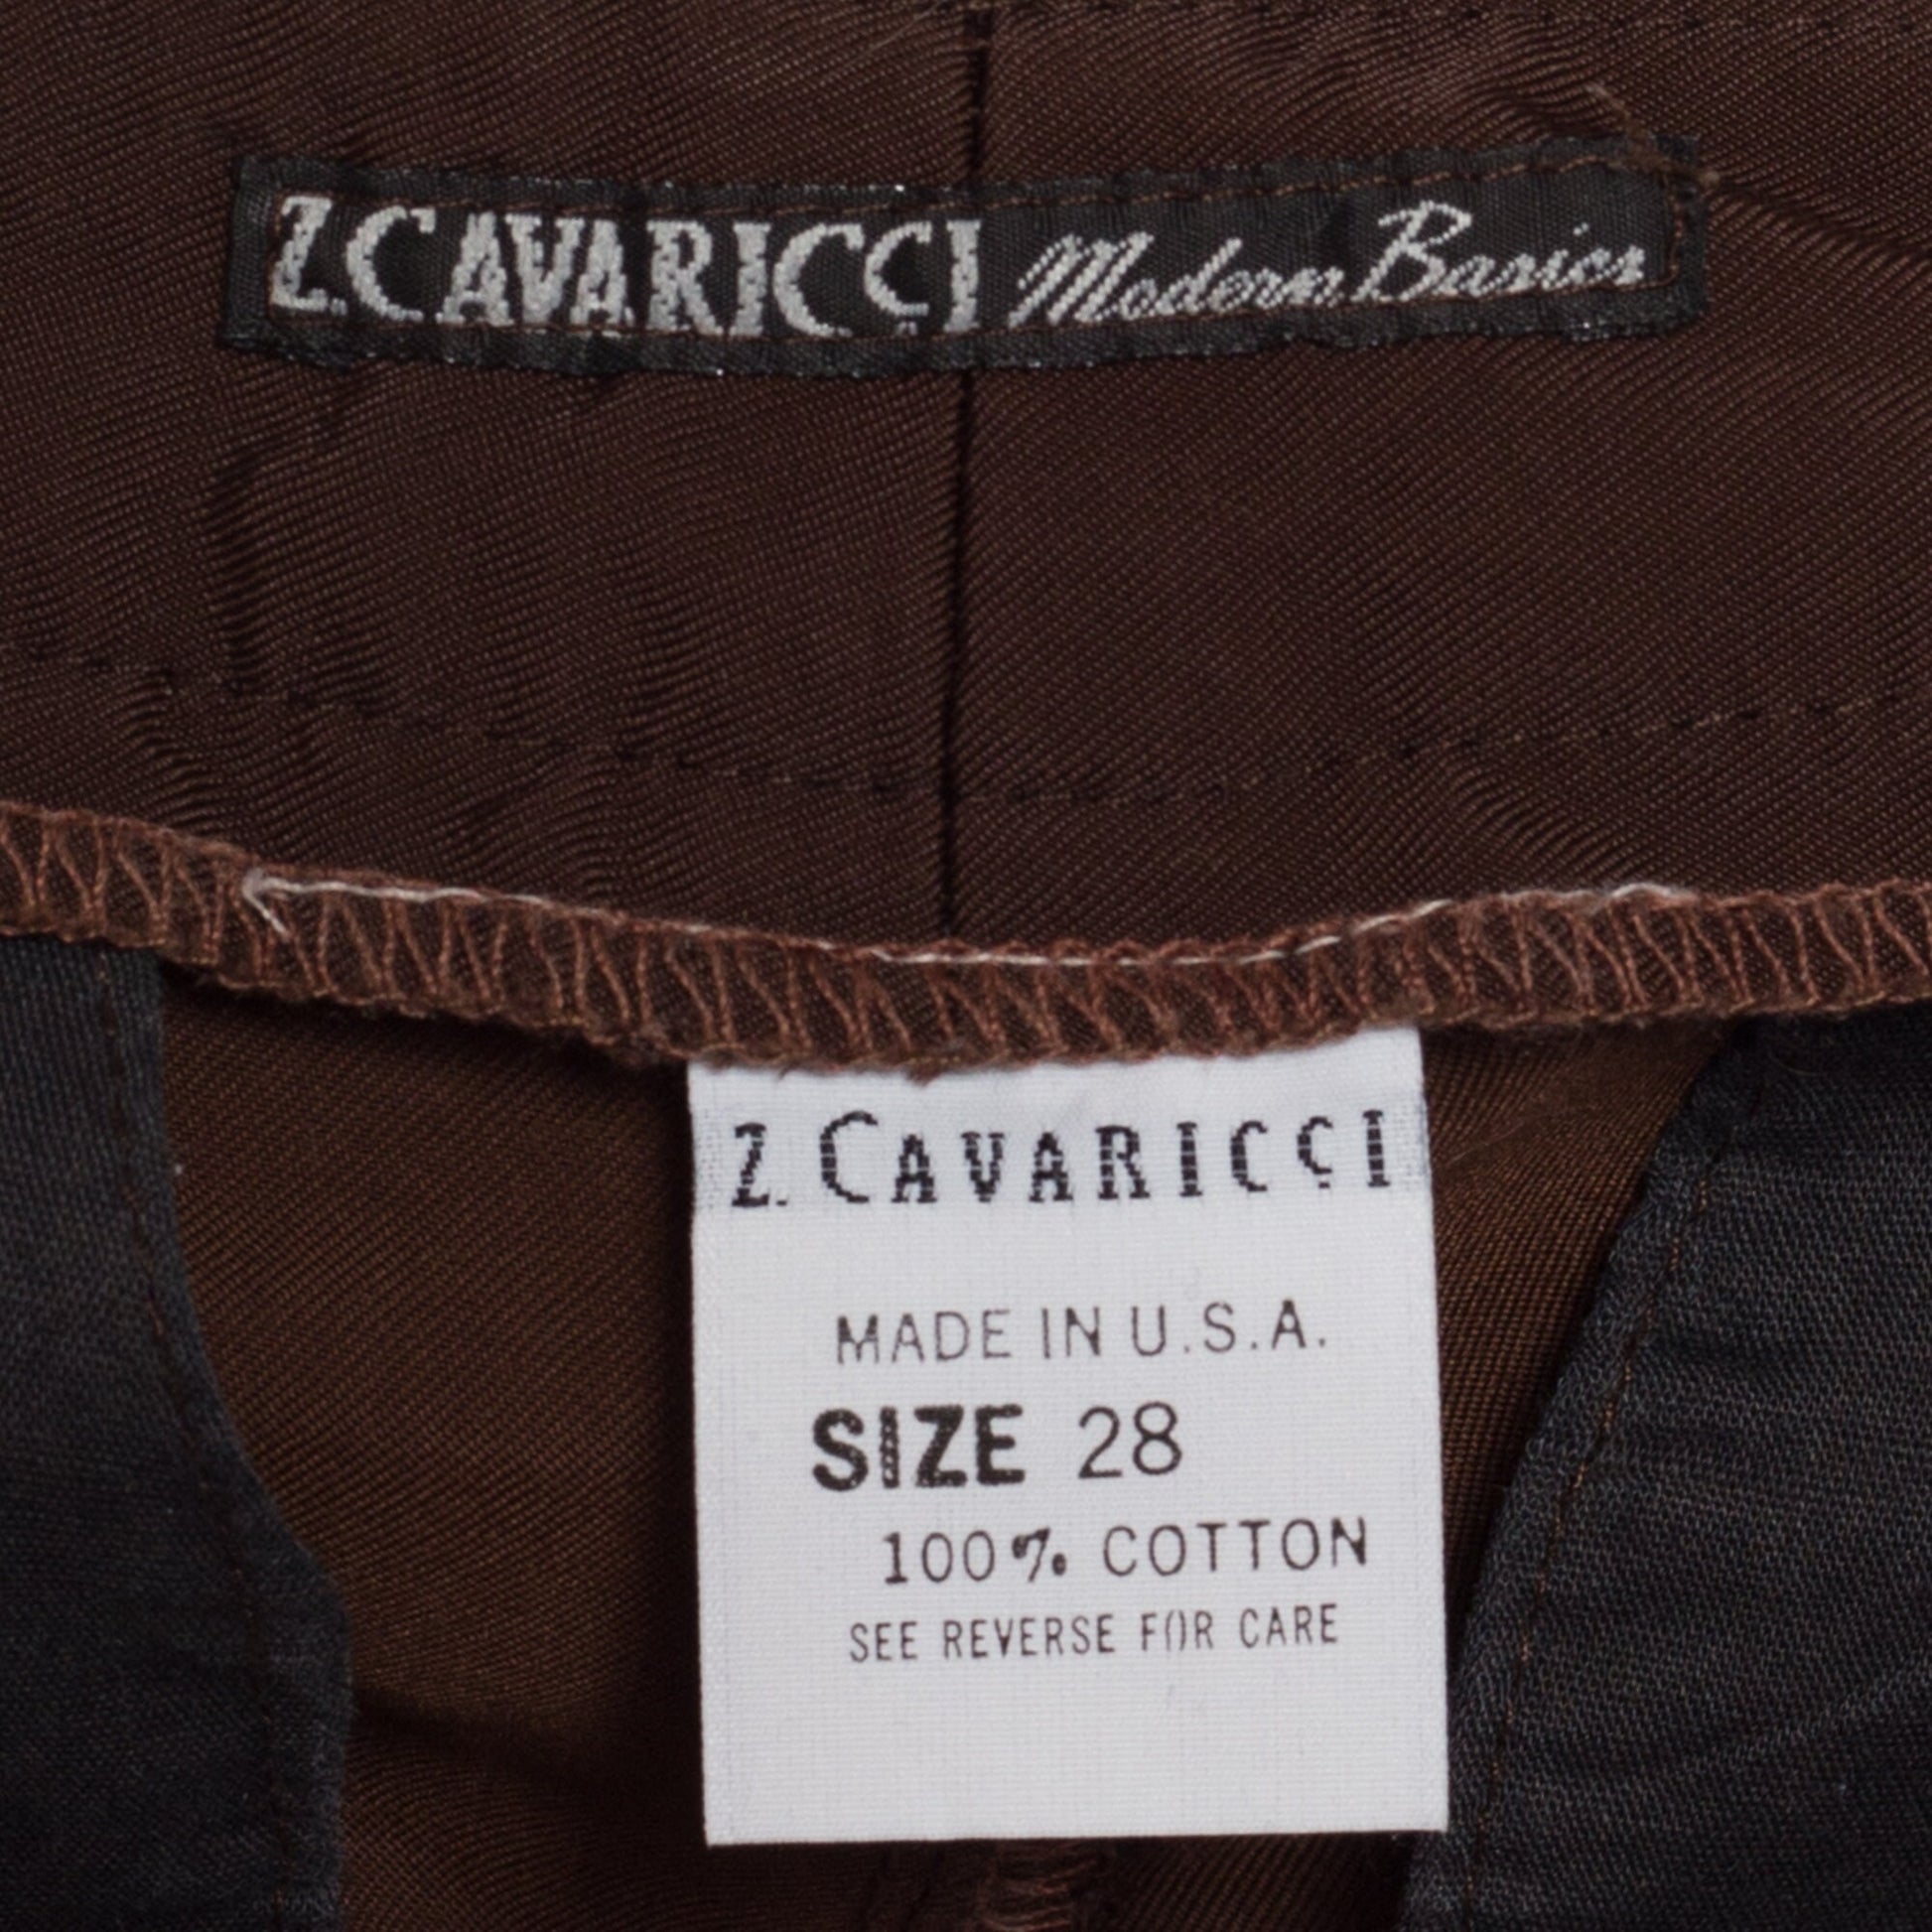 Z. CAVARICCI Modern Basics
Z. CAVARICCI
MADE IN U.S.A.
SIZE 28
100% COTTON
SEE REVERSE FOR CARE